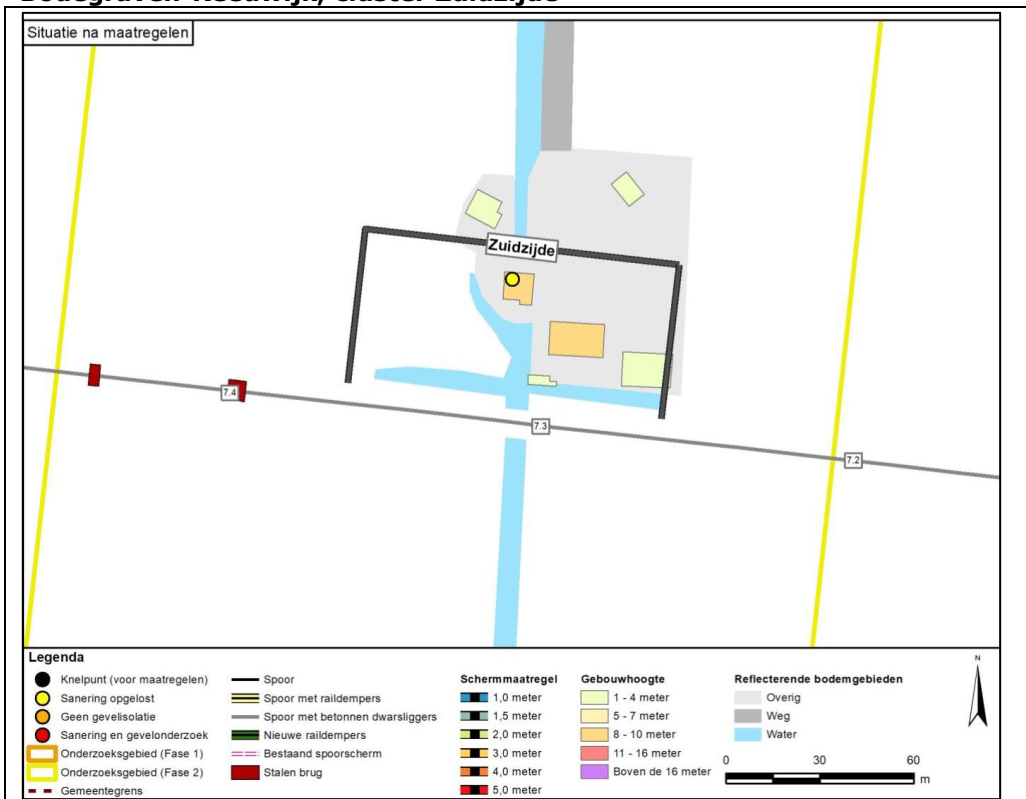 Situatie na maatregelen
Zuidzijde
7.4
7.3
7.2
Legenda
Knelpunt (voor maatregelen)
Sanering opgelost
Geen gevelisolatie
Sanering en gevelonderzoek
Onderzoeksgebied (Fase 1)
Onderzoeksgebied (Fase 2)
Gemeentegrens
Spoor
Spoor met raildempers
Spoor met betonnen dwarsliggers
Nieuwe raildempers
Bestaand spoorscherm
Stalen brug
Schermmaatregel
1,0 meter
1,5 meter
2,0 meter
3,0 meter
4,0 meter
5,0 meter
Gebouwhoogte
1 - 4 meter
5 - 7 meter
8 - 10 meter
11 - 16 meter
Boven de 16 meter
Reflecterende bodemgebieden
Overig
Weg
Water
N
0 30 60
m